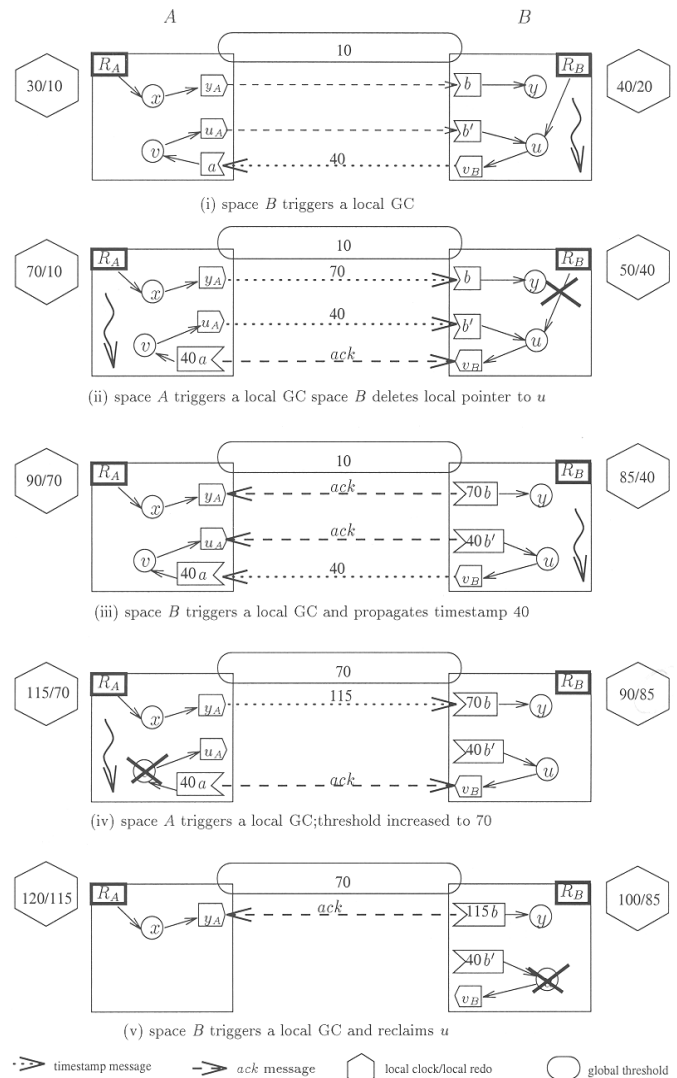 A B
10
R_A R_B
30/10 40/20
x y_A b y
u_A b′
v 40 u
a v_B
(i) space B triggers a local GC
10
R_A R_B
70/10 70 50/40
x y_A b y
40
u_A b′
v ack u
40 a v_B
(ii) space A triggers a local GC space B deletes local pointer to u
10
R_A R_B
90/70 ack 85/40
x y_A 70 b y
ack
u_A 40 b′
v 40 u
40 a v_B
(iii) space B triggers a local GC and propagates timestamp 40
70
R_A R_B
115/70 115 90/85
x y_A 70 b y
u_A 40 b′
ack u
40 a v_B
(iv) space A triggers a local GC;threshold increased to 70
70
R_A R_B
120/115 ack 100/85
x y_A 115 b y
40 b′
v_B
(v) space B triggers a local GC and reclaims u
timestamp message ack message local clock/local redo global threshold